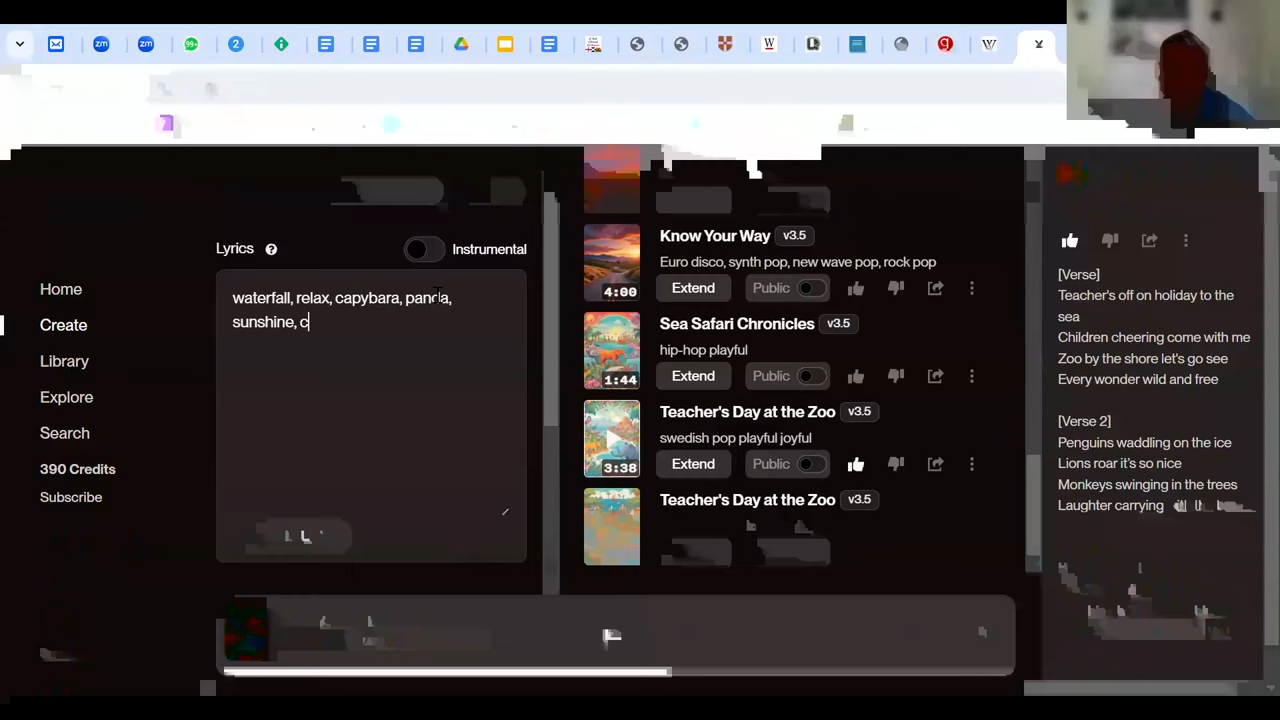 99+
2
Lyrics ?
Instrumental
waterfall, relax, capybara, panda,
sunshine, c
Home
Create
Library
Explore
Search
390 Credits
Subscribe
4:00
Know Your Way v3.5
Euro disco, synth pop, new wave pop, rock pop
Extend Public
1:44
Sea Safari Chronicles v3.5
hip-hop playful
Extend Public
3:38
Teacher's Day at the Zoo v3.5
swedish pop playful joyful
Extend Public
Teacher's Day at the Zoo v3.5
[Verse]
Teacher's off on holiday to the
sea
Children cheering come with me
Zoo by the shore let's go see
Every wonder wild and free
[Verse 2]
Penguins waddling on the ice
Lions roar it's so nice
Monkeys swinging in the trees
Laughter carrying